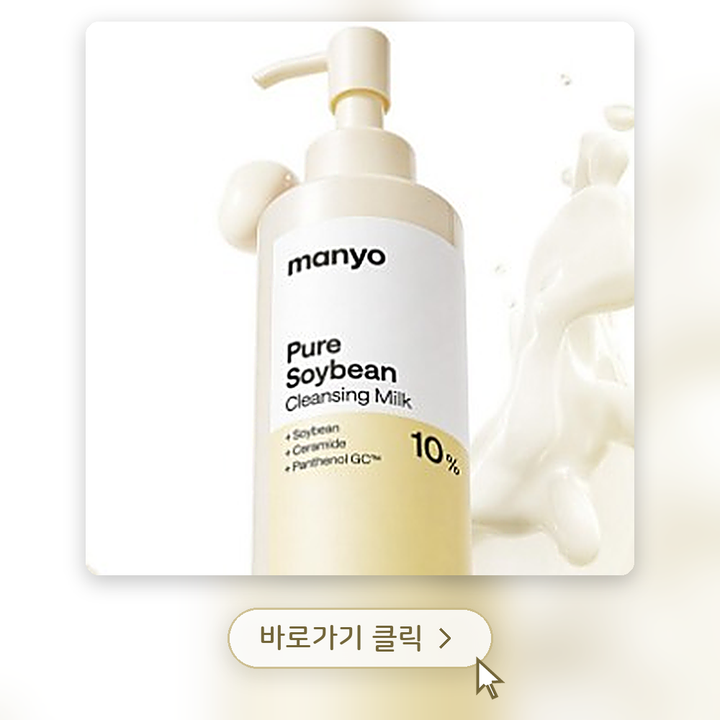 manyo
Pure
Soybean
Cleansing Milk
+ Soybean
+ Ceramide
+ Panthenol GC™
10%
바로가기 클릭 >